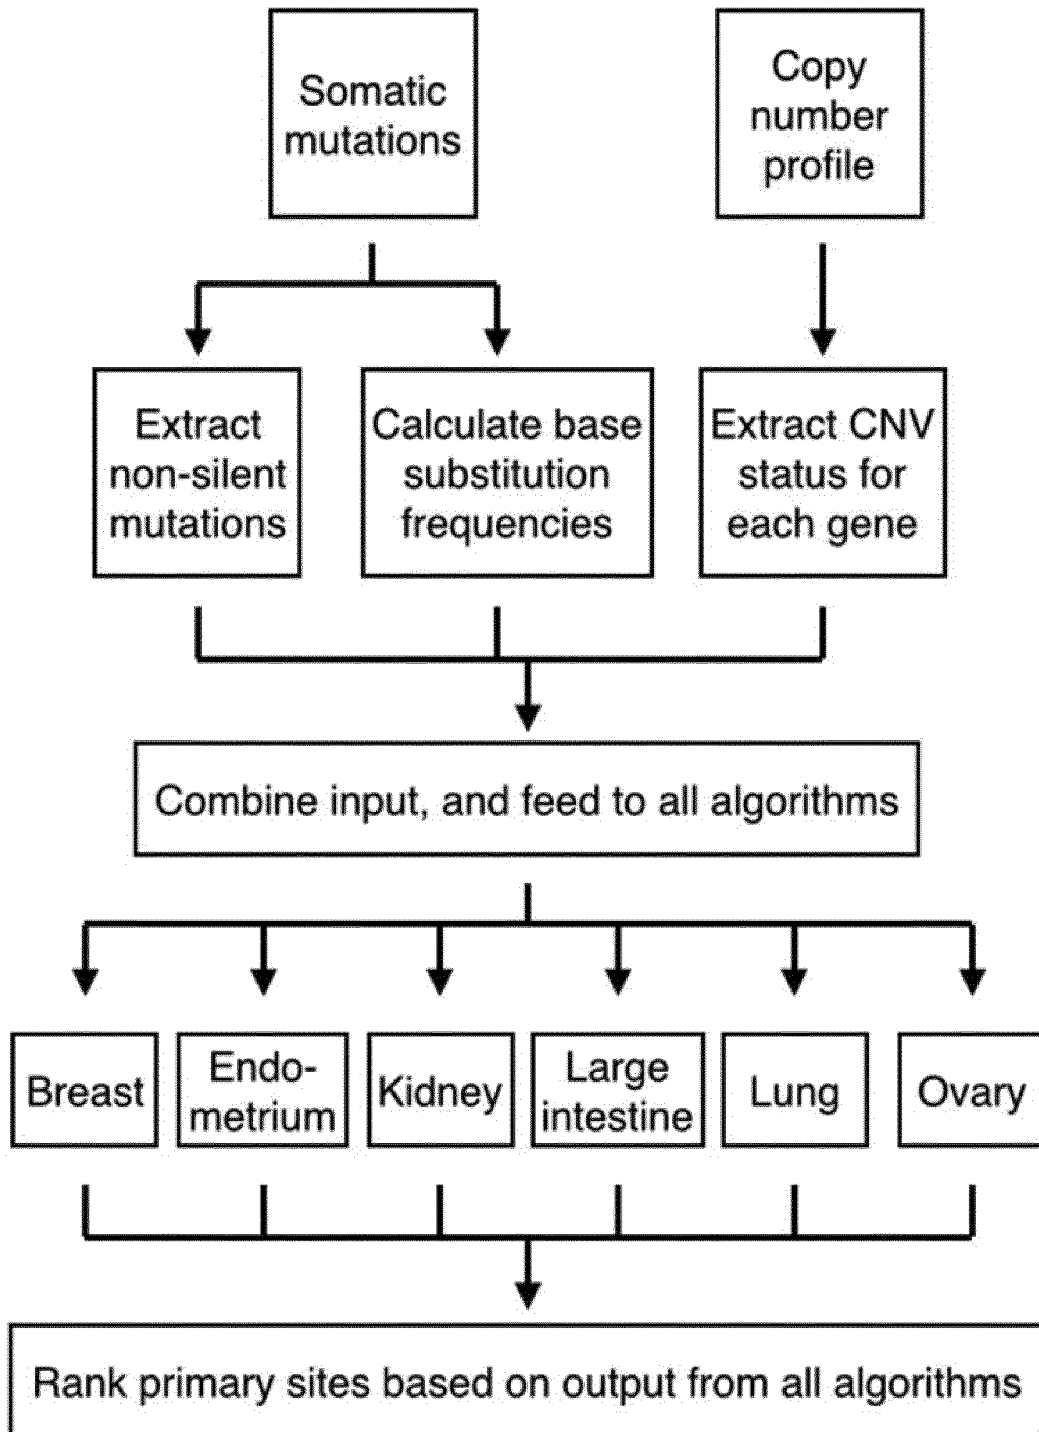 Somatic
mutations
Copy
number
profile
Extract
non-silent
mutations
Calculate base
substitution
frequencies
Extract CNV
status for
each gene
Combine input, and feed to all algorithms
Breast
Endo-
metrium
Kidney
Large
intestine
Lung
Ovary
Rank primary sites based on output from all algorithms